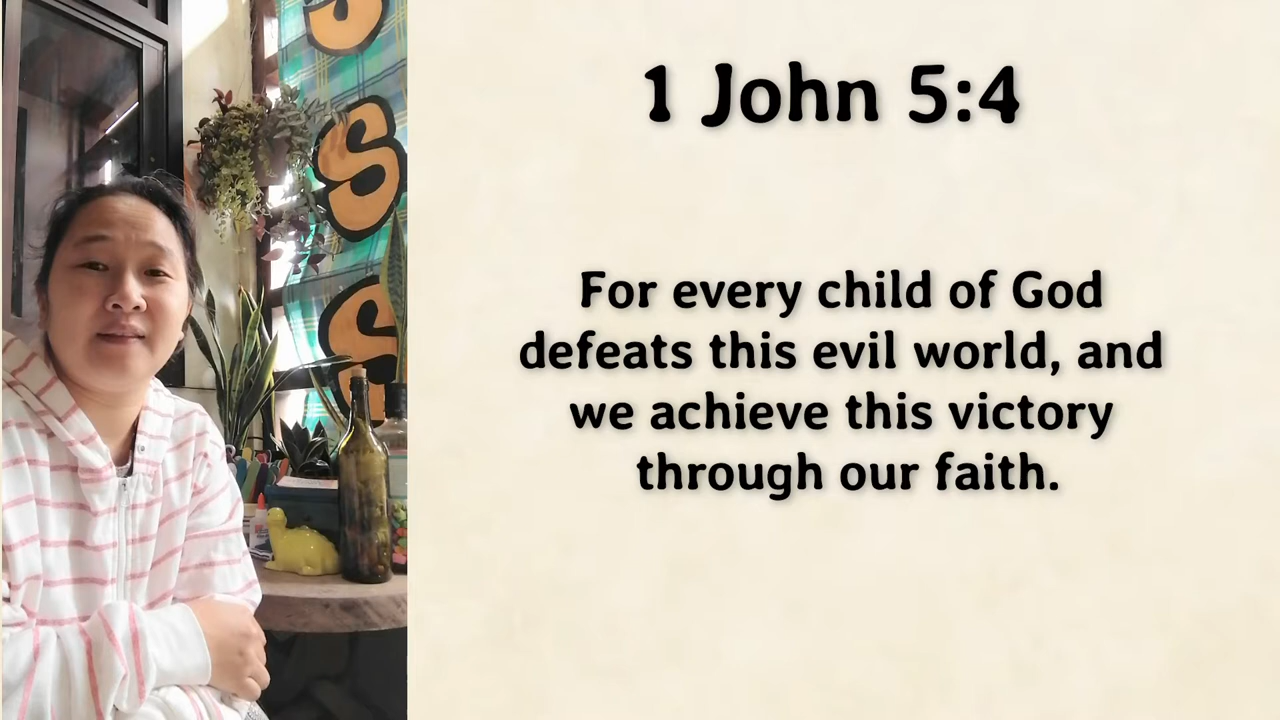 S
S
S
1 John 5:4
For every child of God
defeats this evil world, and
we achieve this victory
through our faith.